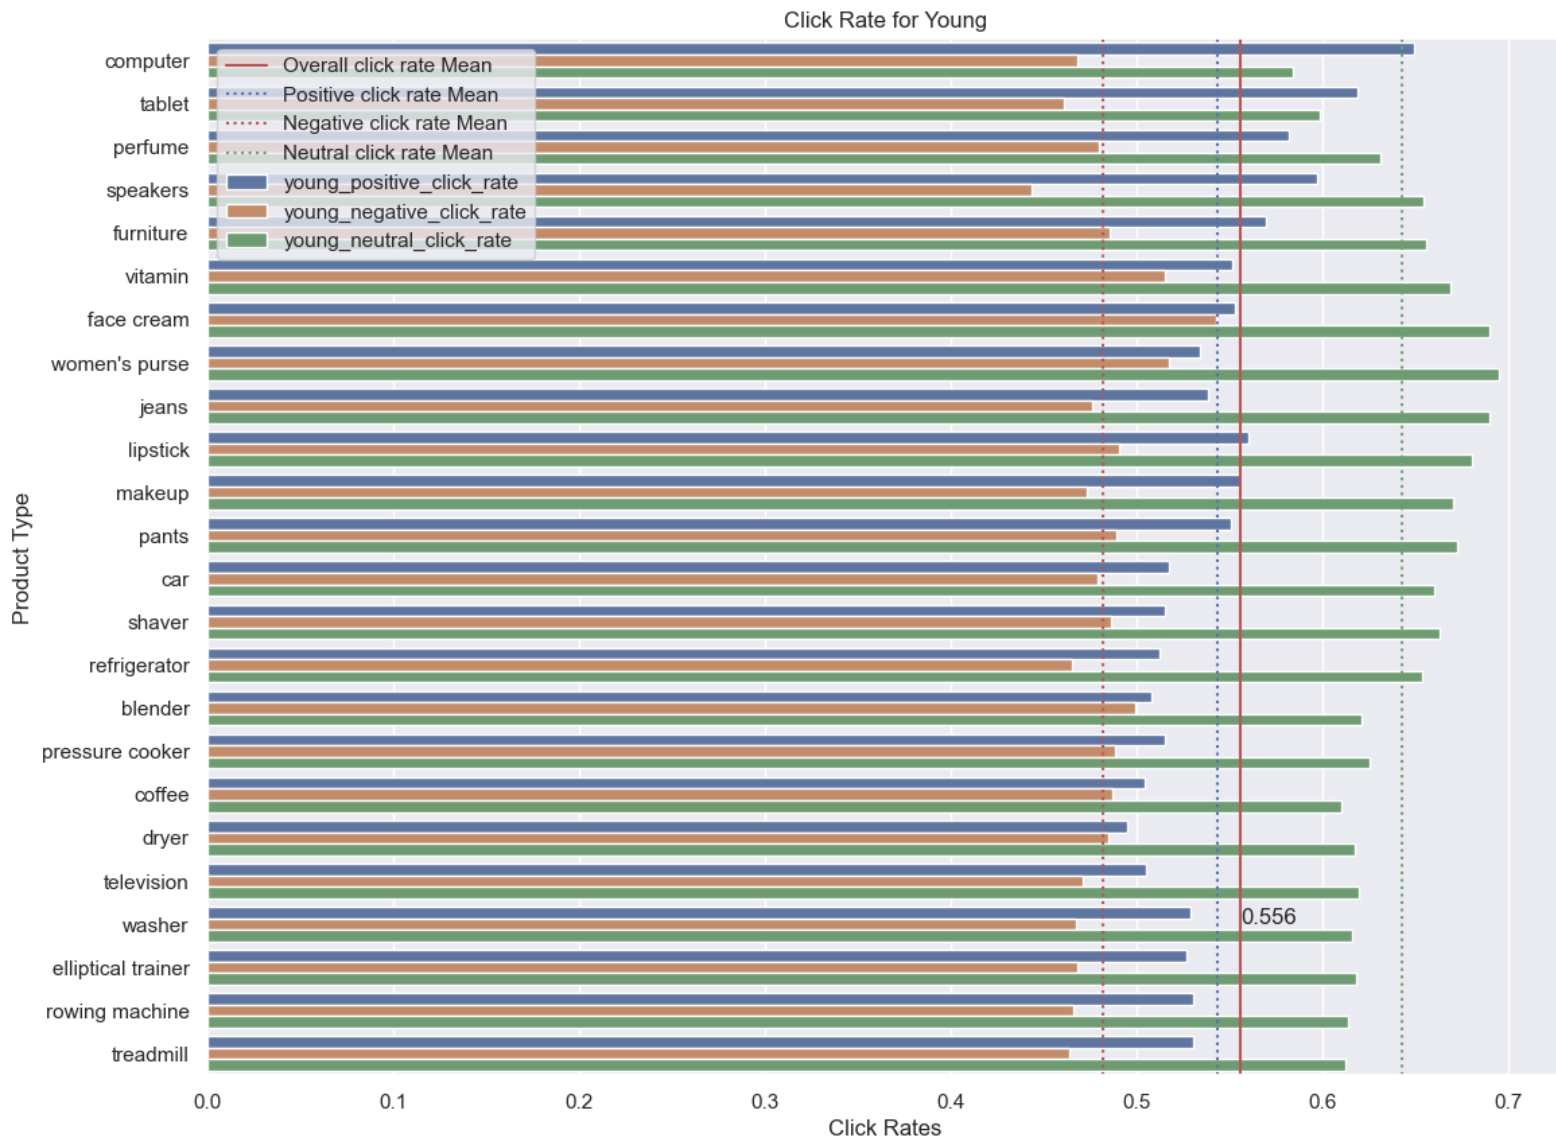 Click Rate for Young
Overall click rate Mean
Positive click rate Mean
Negative click rate Mean
Neutral click rate Mean
young_positive_click_rate
young_negative_click_rate
young_neutral_click_rate
Product Type
computer
tablet
perfume
speakers
furniture
vitamin
face cream
women's purse
jeans
lipstick
makeup
pants
car
shaver
refrigerator
blender
pressure cooker
coffee
dryer
television
washer
elliptical trainer
rowing machine
treadmill
0.556
0.0 0.1 0.2 0.3 0.4 0.5 0.6 0.7
Click Rates